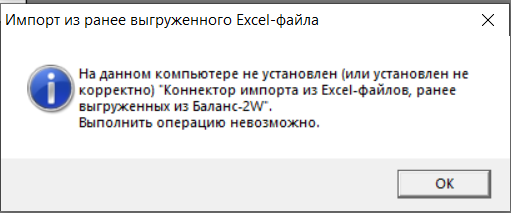 Импорт из ранее выгруженного Excel-файла
На данном компьютере не установлен (или установлен не
корректно) "Коннектор импорта из Excel-файлов, ранее
выгруженных из Баланс-2W".
Выполнить операцию невозможно.
ОК